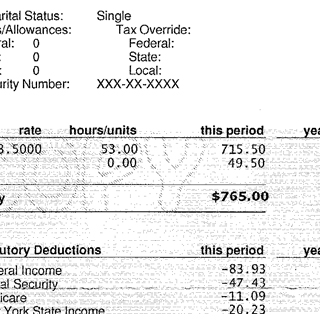 arital Status: Single
s/Allowances: Tax Override:
ral: 0 Federal:
: 0 State:
: 0 Local:
urity Number: XXX-XX-XXXX
rate hours/units this period yea
3.5000 53.00 715.50
0.00 49.50
y $765.00
utory Deductions this period yea
eral Income -83.93
al Security -47.43
icare -11.09
York State Income -20.23